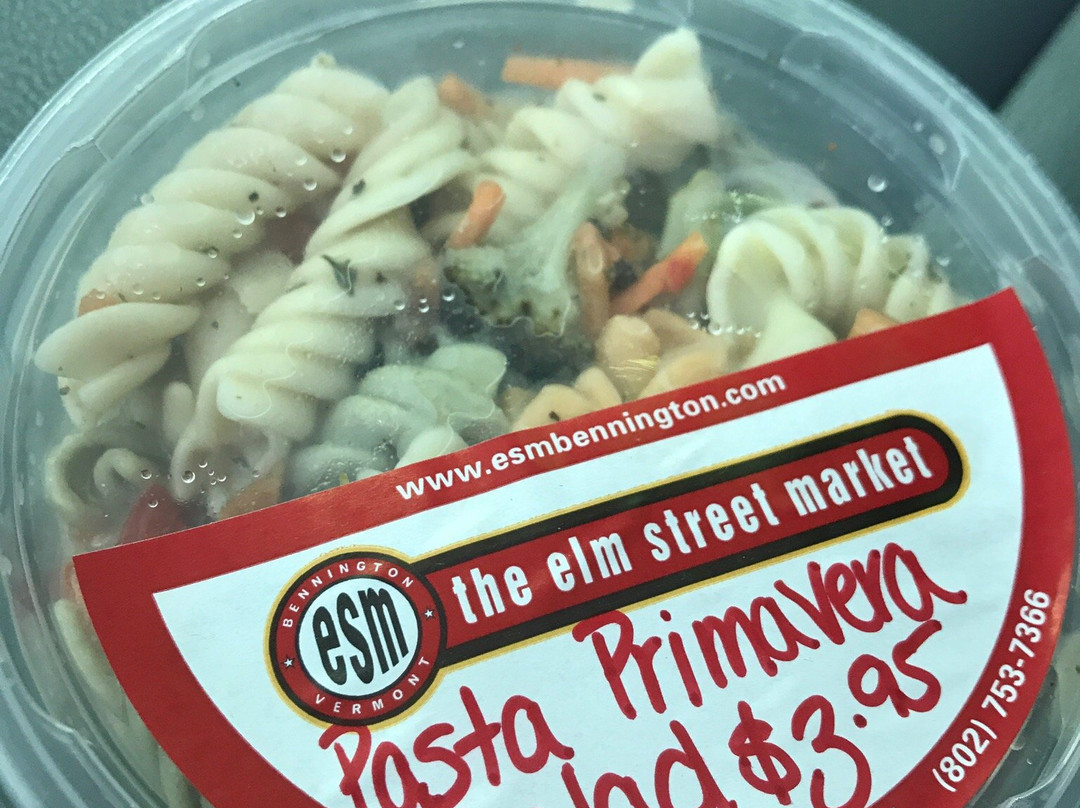 www.esmbennington.com
the elm street market
BENNINGTON
esm
VERMONT
Pasta Primavera
$3.95
(802) 753-7366